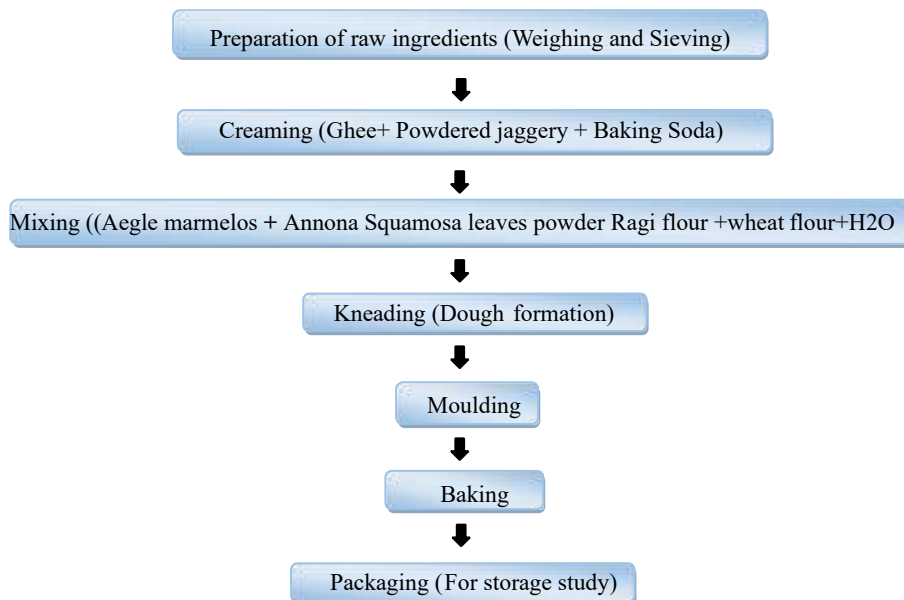 Preparation of raw ingredients (Weighing and Sieving)
Creaming (Ghee+ Powdered jaggery + Baking Soda)
Mixing ((Aegle marmelos + Annona Squamosa leaves powder Ragi flour +wheat flour+H2O
Kneading (Dough formation)
Moulding
Baking
Packaging (For storage study)